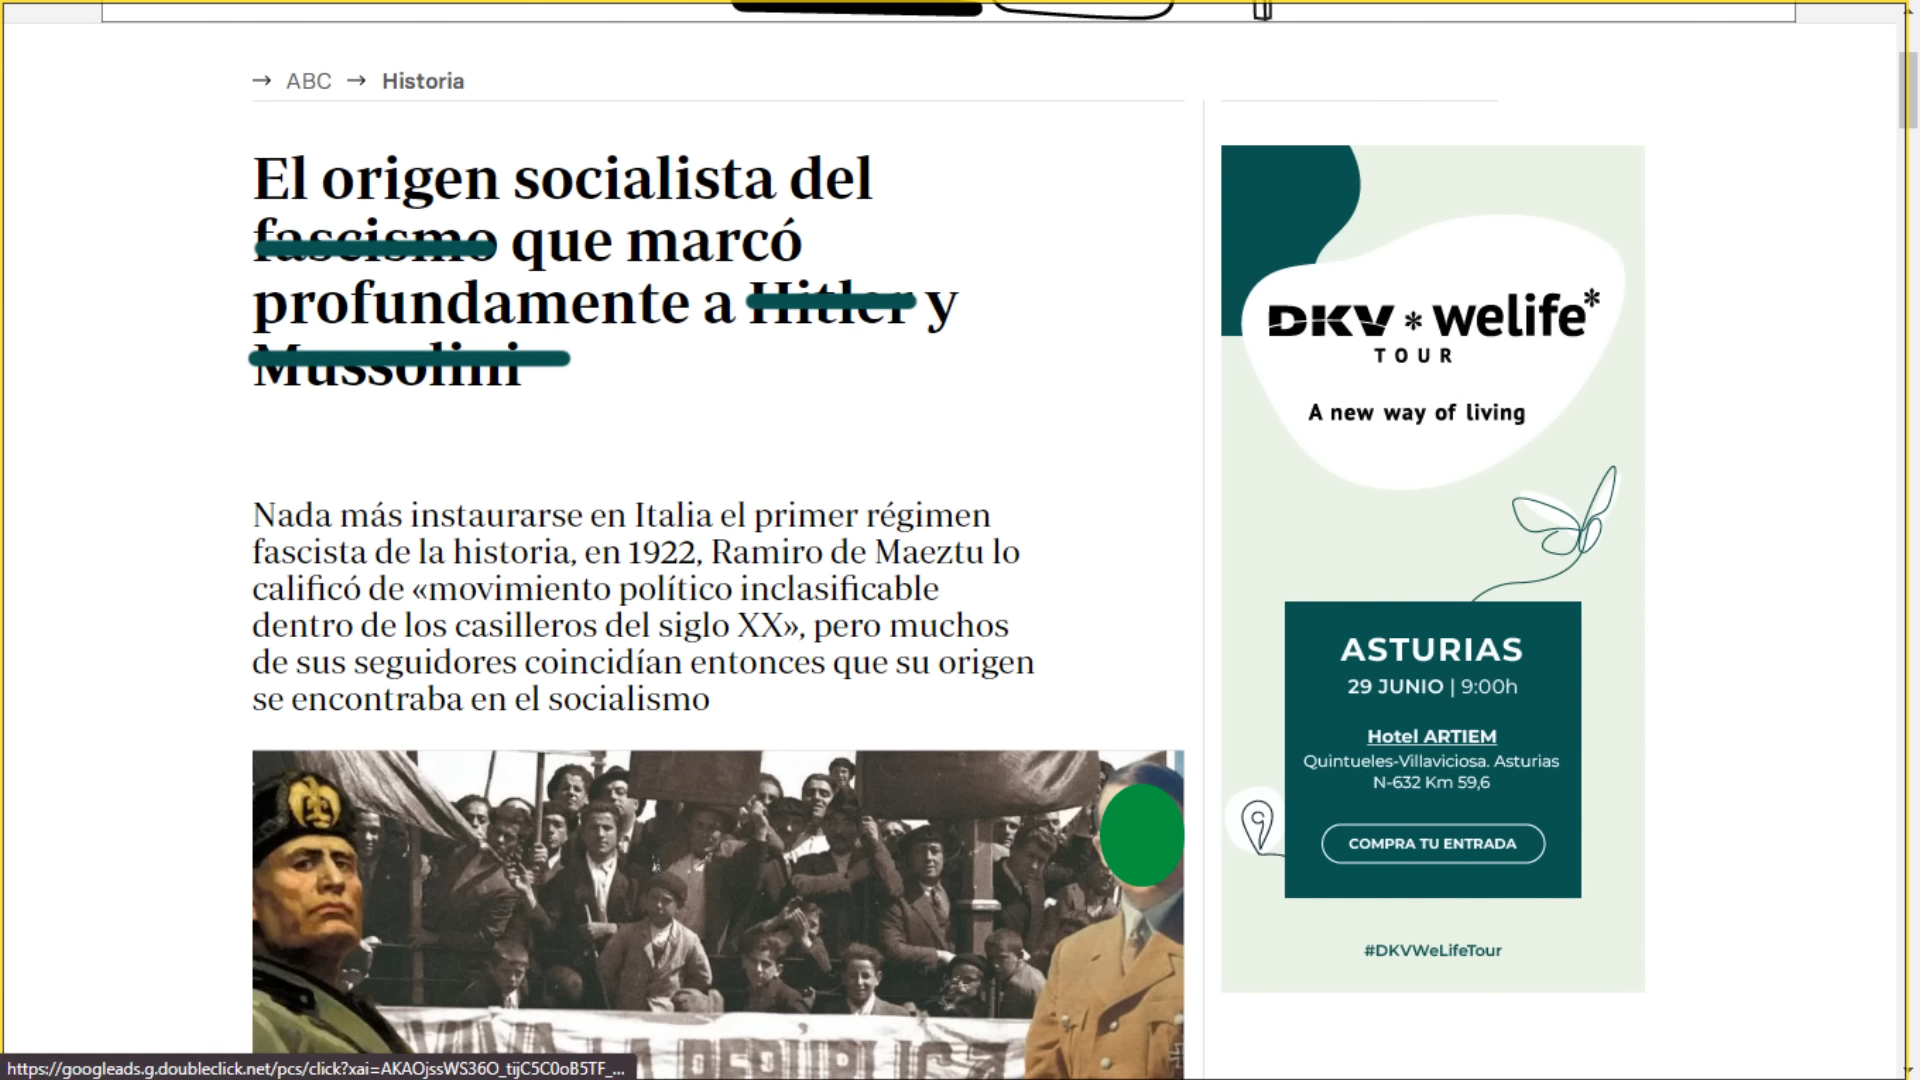 → ABC → Historia
El origen socialista del
fascismo que marcó
profundamente a Hitler y
Mussolini
Nada más instaurarse en Italia el primer régimen
fascista de la historia, en 1922, Ramiro de Maeztu lo
calificó de «movimiento político inclasificable
dentro de los casilleros del siglo XX», pero muchos
de sus seguidores coincidían entonces que su origen
se encontraba en el socialismo
DKV * welife*
TOUR
A new way of living
ASTURIAS
29 JUNIO | 9:00h
Hotel ARTIEM
Quintueles-Villaviciosa. Asturias
N-632 Km 59,6
COMPRA TU ENTRADA
#DKVWeLifeTour
VIVA LA REPUBLICA
https://googleads.g.doubleclick.net/pcs/click?xai=AKAOjssWS36O_tijC5C0oB5TF_...